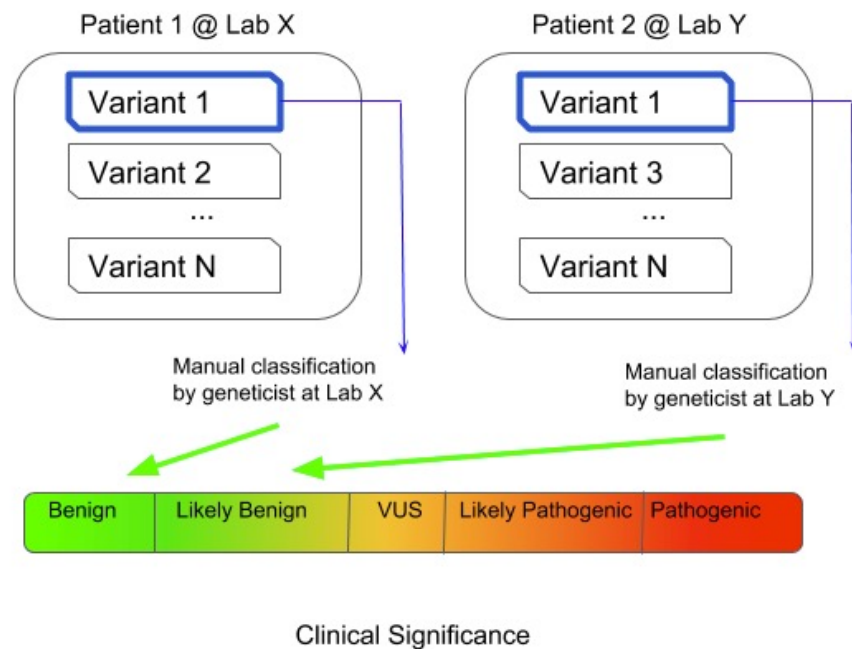 Patient 1 @ Lab X
Variant 1
Variant 2
...
Variant N
Patient 2 @ Lab Y
Variant 1
Variant 3
...
Variant N
Manual classification
by geneticist at Lab X
Manual classification
by geneticist at Lab Y
Benign
Likely Benign
VUS
Likely Pathogenic
Pathogenic
Clinical Significance